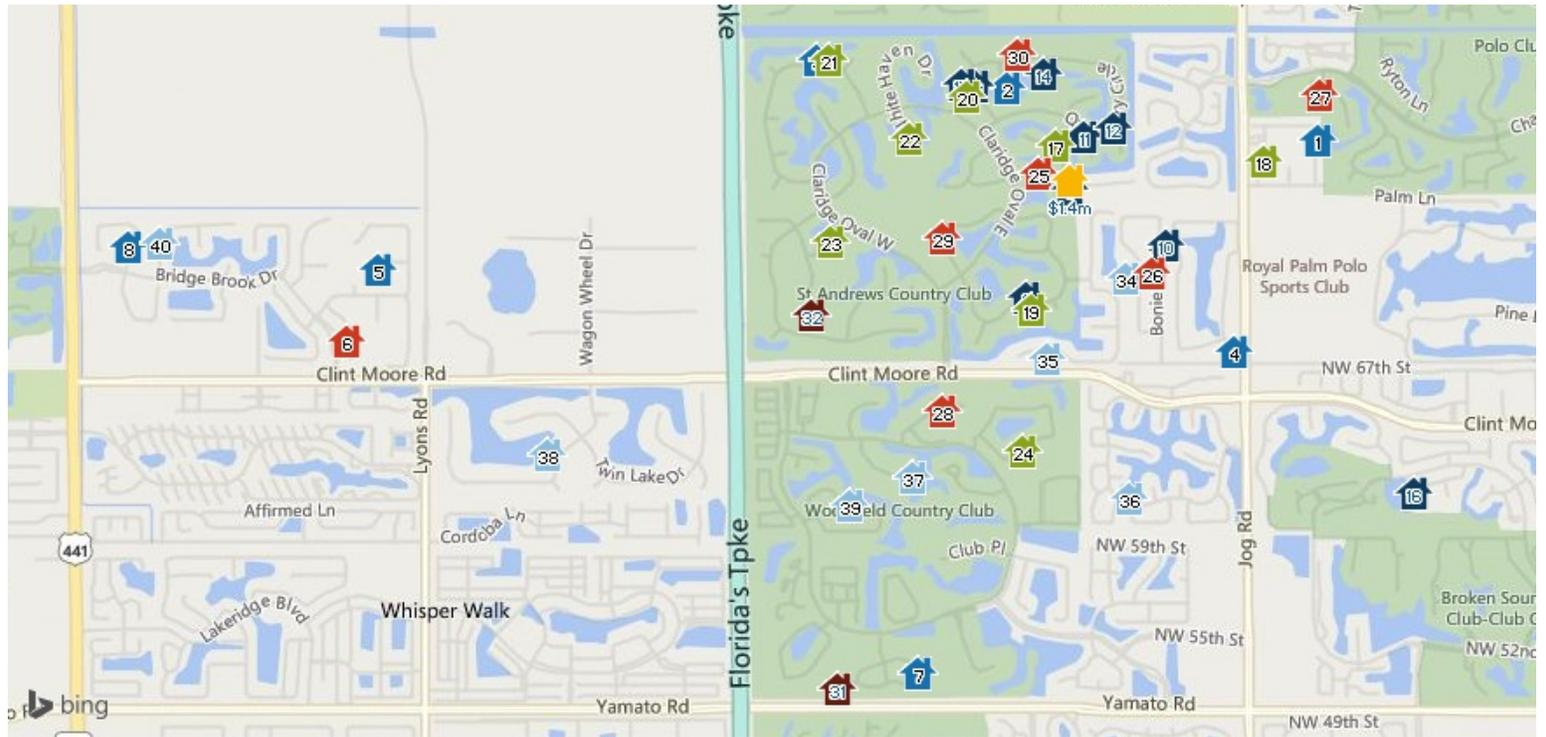 21
30
14
Polo Clu
Ryton Ln
27
20
2
1
22
17
11
12
18
25
$1.4m
Palm Ln
Claridge Oval E
Claridge Oval W
8
40
5
Bridge Brook Dr
Wagon Wheel Dr
23
29
10
34
26
Royal Palm Polo
Sports Club
Bonie
St Andrews Country Club
32
19
Pine
6
35
4
NW 67th St
Clint Moore Rd
Clint Moore Rd
Clint Mo
28
24
Lyons Rd
38
Twin Lake Dr
37
39
36
16
Affirmed Ln
Cordoba Ln
Club Pl
NW 59th St
Jog Rd
441
Florida's Tpke
Lakeridge Blvd
Whisper Walk
Broken Soun
Club-Club C
NW 55th St
NW 52nd
7
31
bing
Yamato Rd
Yamato Rd
NW 49th St